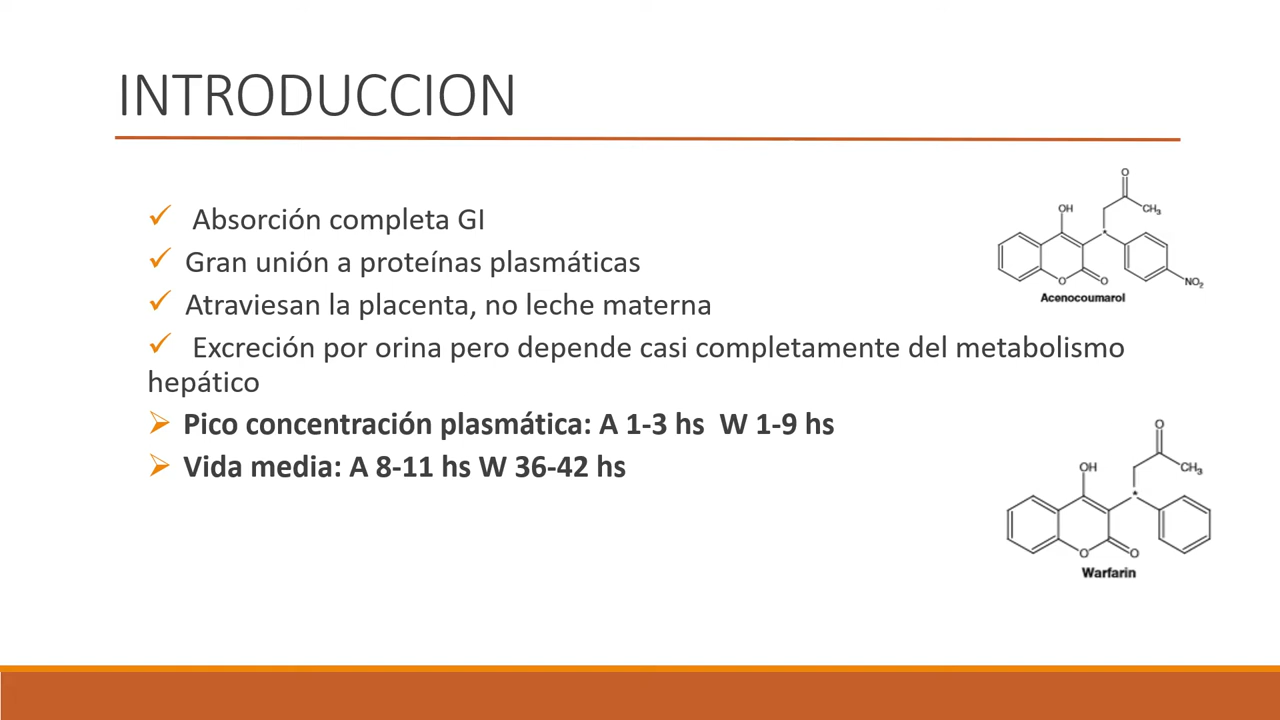 INTRODUCCION
Absorción completa GI
Gran unión a proteínas plasmáticas
Atraviesan la placenta, no leche materna
Excreción por orina pero depende casi completamente del metabolismo
hepático
Pico concentración plasmática: A 1-3 hs  W 1-9 hs
Vida media: A 8-11 hs W 36-42 hs
O
OH
CH₃
*
O
O
NO₂
Acenocoumarol
O
OH
CH₃
*
O
O
Warfarin